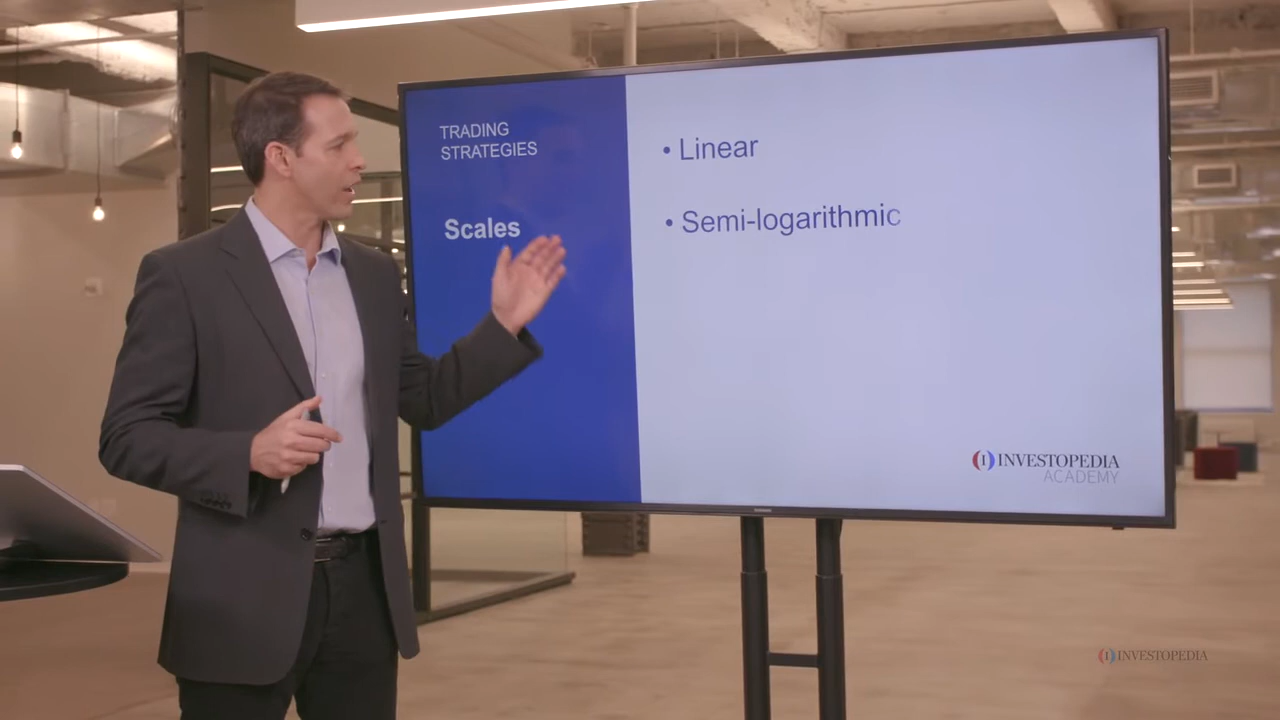 TRADING
STRATEGIES
Scales
• Linear
• Semi-logarithmic
INVESTOPEDIA
ACADEMY
INVESTOPEDIA